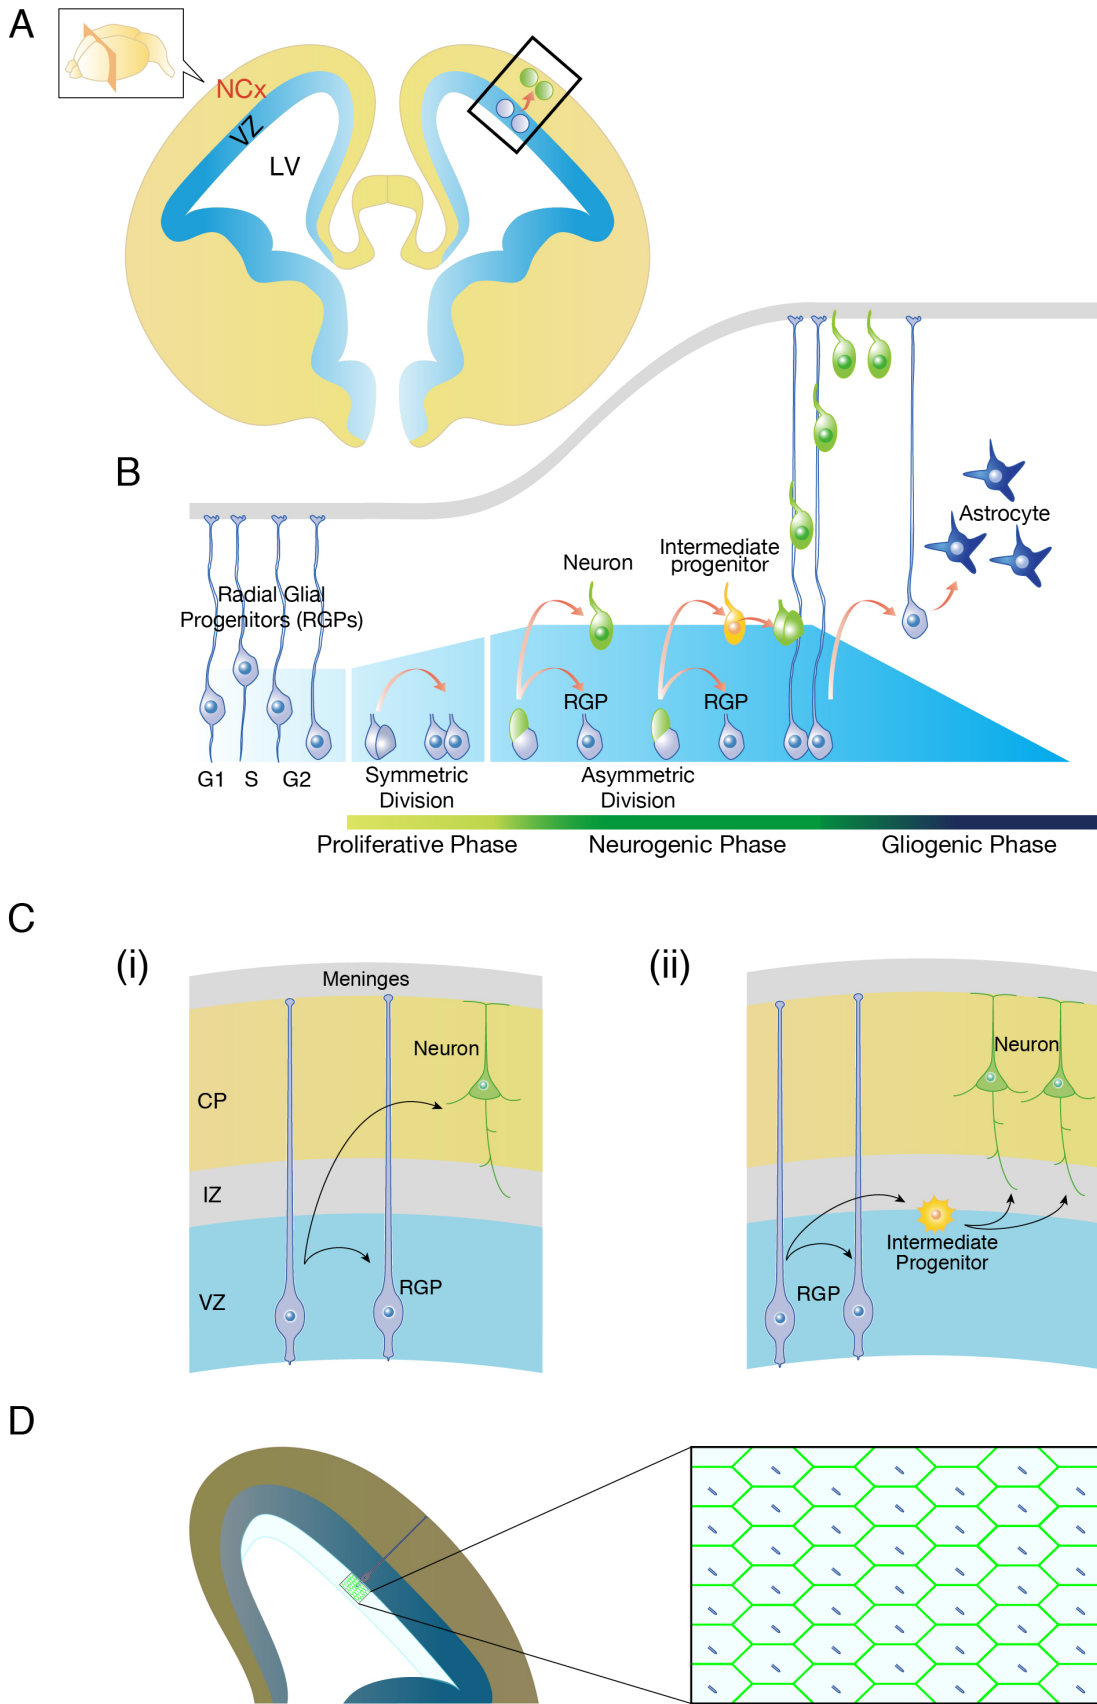 A
NCx
VZ
LV
B
Radial Glial
Progenitors (RGPs)
Neuron
Intermediate
progenitor
Astrocyte
RGP
RGP
G1
S
G2
Symmetric
Division
Asymmetric
Division
Proliferative Phase
Neurogenic Phase
Gliogenic Phase
C
(i)
Meninges
Neuron
CP
IZ
RGP
VZ
(ii)
Neuron
Intermediate
Progenitor
RGP
D